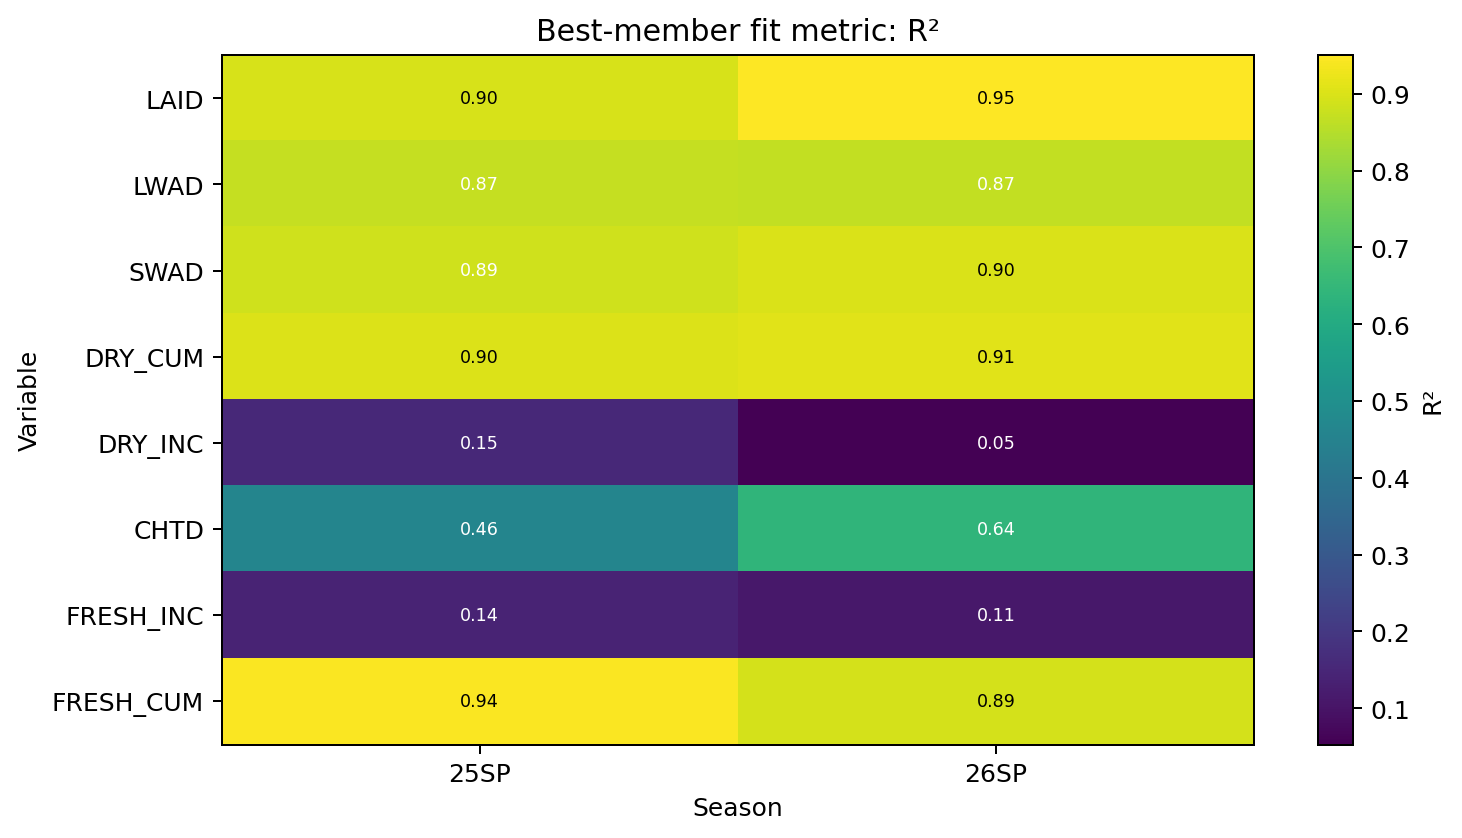 Best-member fit metric: R²
LAID 0.90 0.95
LWAD 0.87 0.87
SWAD 0.89 0.90
DRY_CUM 0.90 0.91
DRY_INC 0.15 0.05
CHTD 0.46 0.64
FRESH_INC 0.14 0.11
FRESH_CUM 0.94 0.89
25SP 26SP
Season
Variable
0.9
0.8
0.7
0.6
0.5
0.4
0.3
0.2
0.1
R²